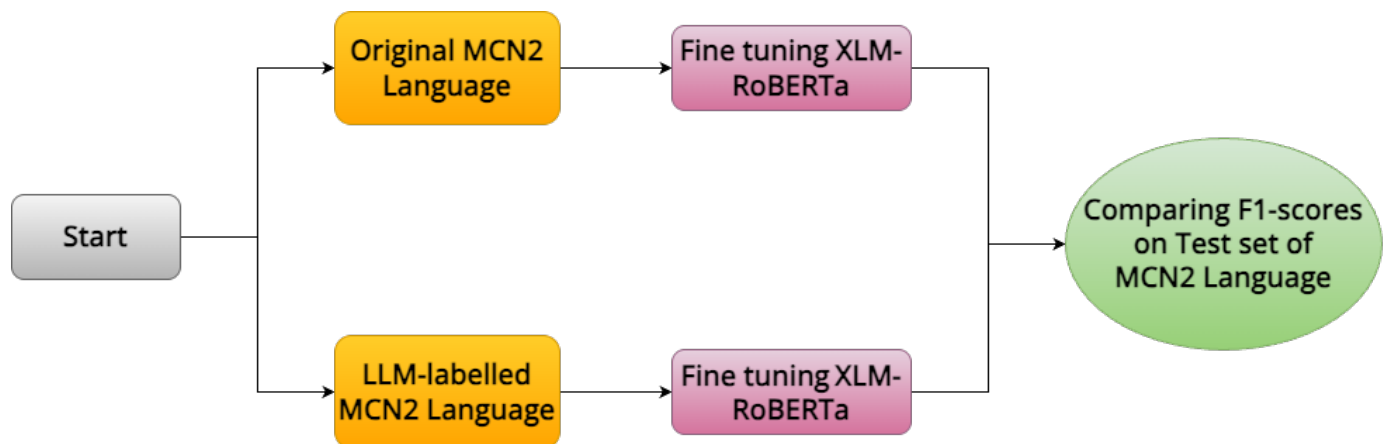 Original MCN2
Language
Fine tuning XLM-
RoBERTa
Start
Comparing F1-scores
on Test set of
MCN2 Language
LLM-labelled
MCN2 Language
Fine tuning XLM-
RoBERTa